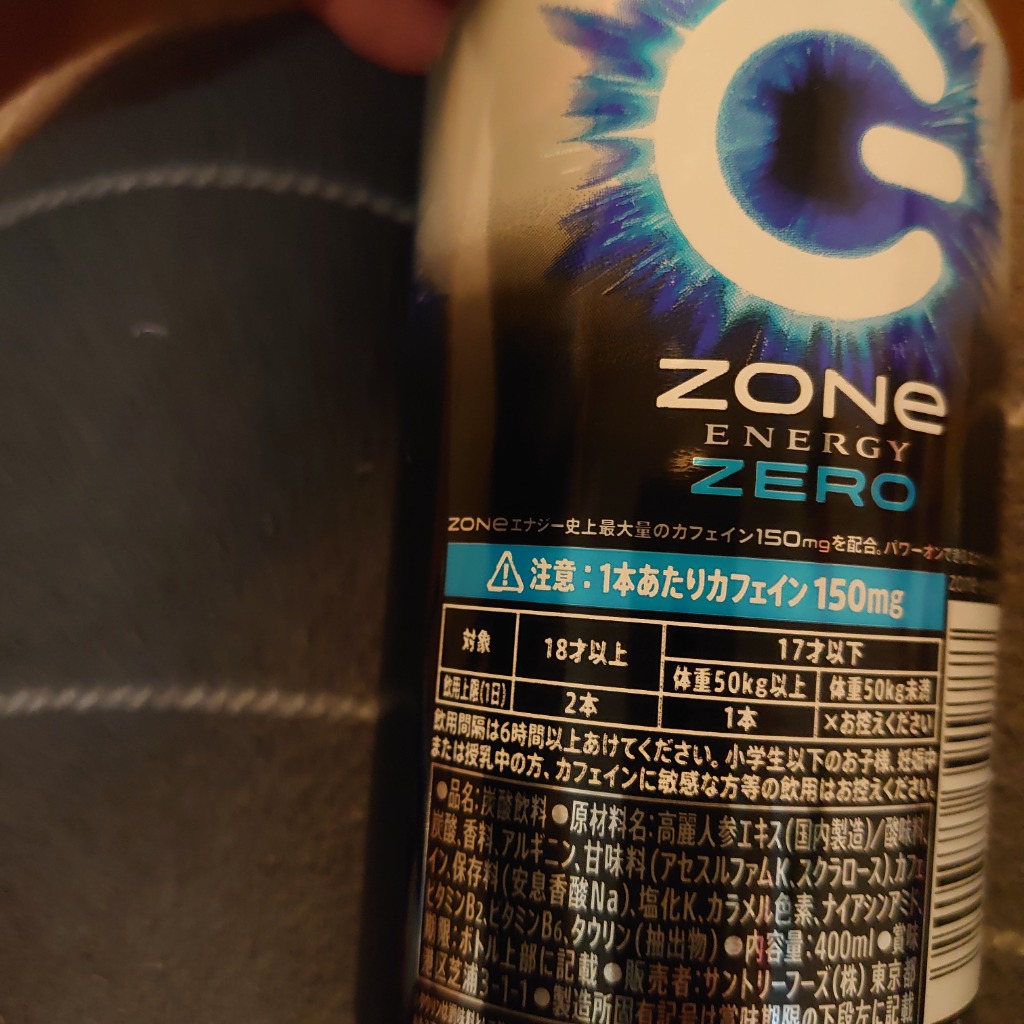 ZONe
ENERGY
ZERO
ZONeエナジー史上最大量のカフェイン150mgを配合。パワーオンで
注意：1本あたりカフェイン150mg
対象 18才以上 17才以下
体重50kg以上 体重50kg未満
飲用上限(1日) 2本 1本 ×お控えください
飲用間隔は6時間以上あけてください。小学生以下のお子様、妊娠中
または授乳中の方、カフェインに敏感な方等の飲用はお控えください。
●品名：炭酸飲料●原材料名：高麗人参エキス(国内製造)/酸味料、
炭酸、香料、アルギニン、甘味料(アセスルファムK、スクラロース)、カフェ
イン、保存料(安息香酸Na)、塩化K、カラメル色素、ナイアシンアミド、
ビタミンB₂、ビタミンB₆、タウリン(抽出物)●内容量：400ml●賞味
期限：ボトル上部に記載●販売者：サントリーフーズ(株)東京都
港区芝浦3-1-1●製造所固有記号は賞味期限の下段左に記載